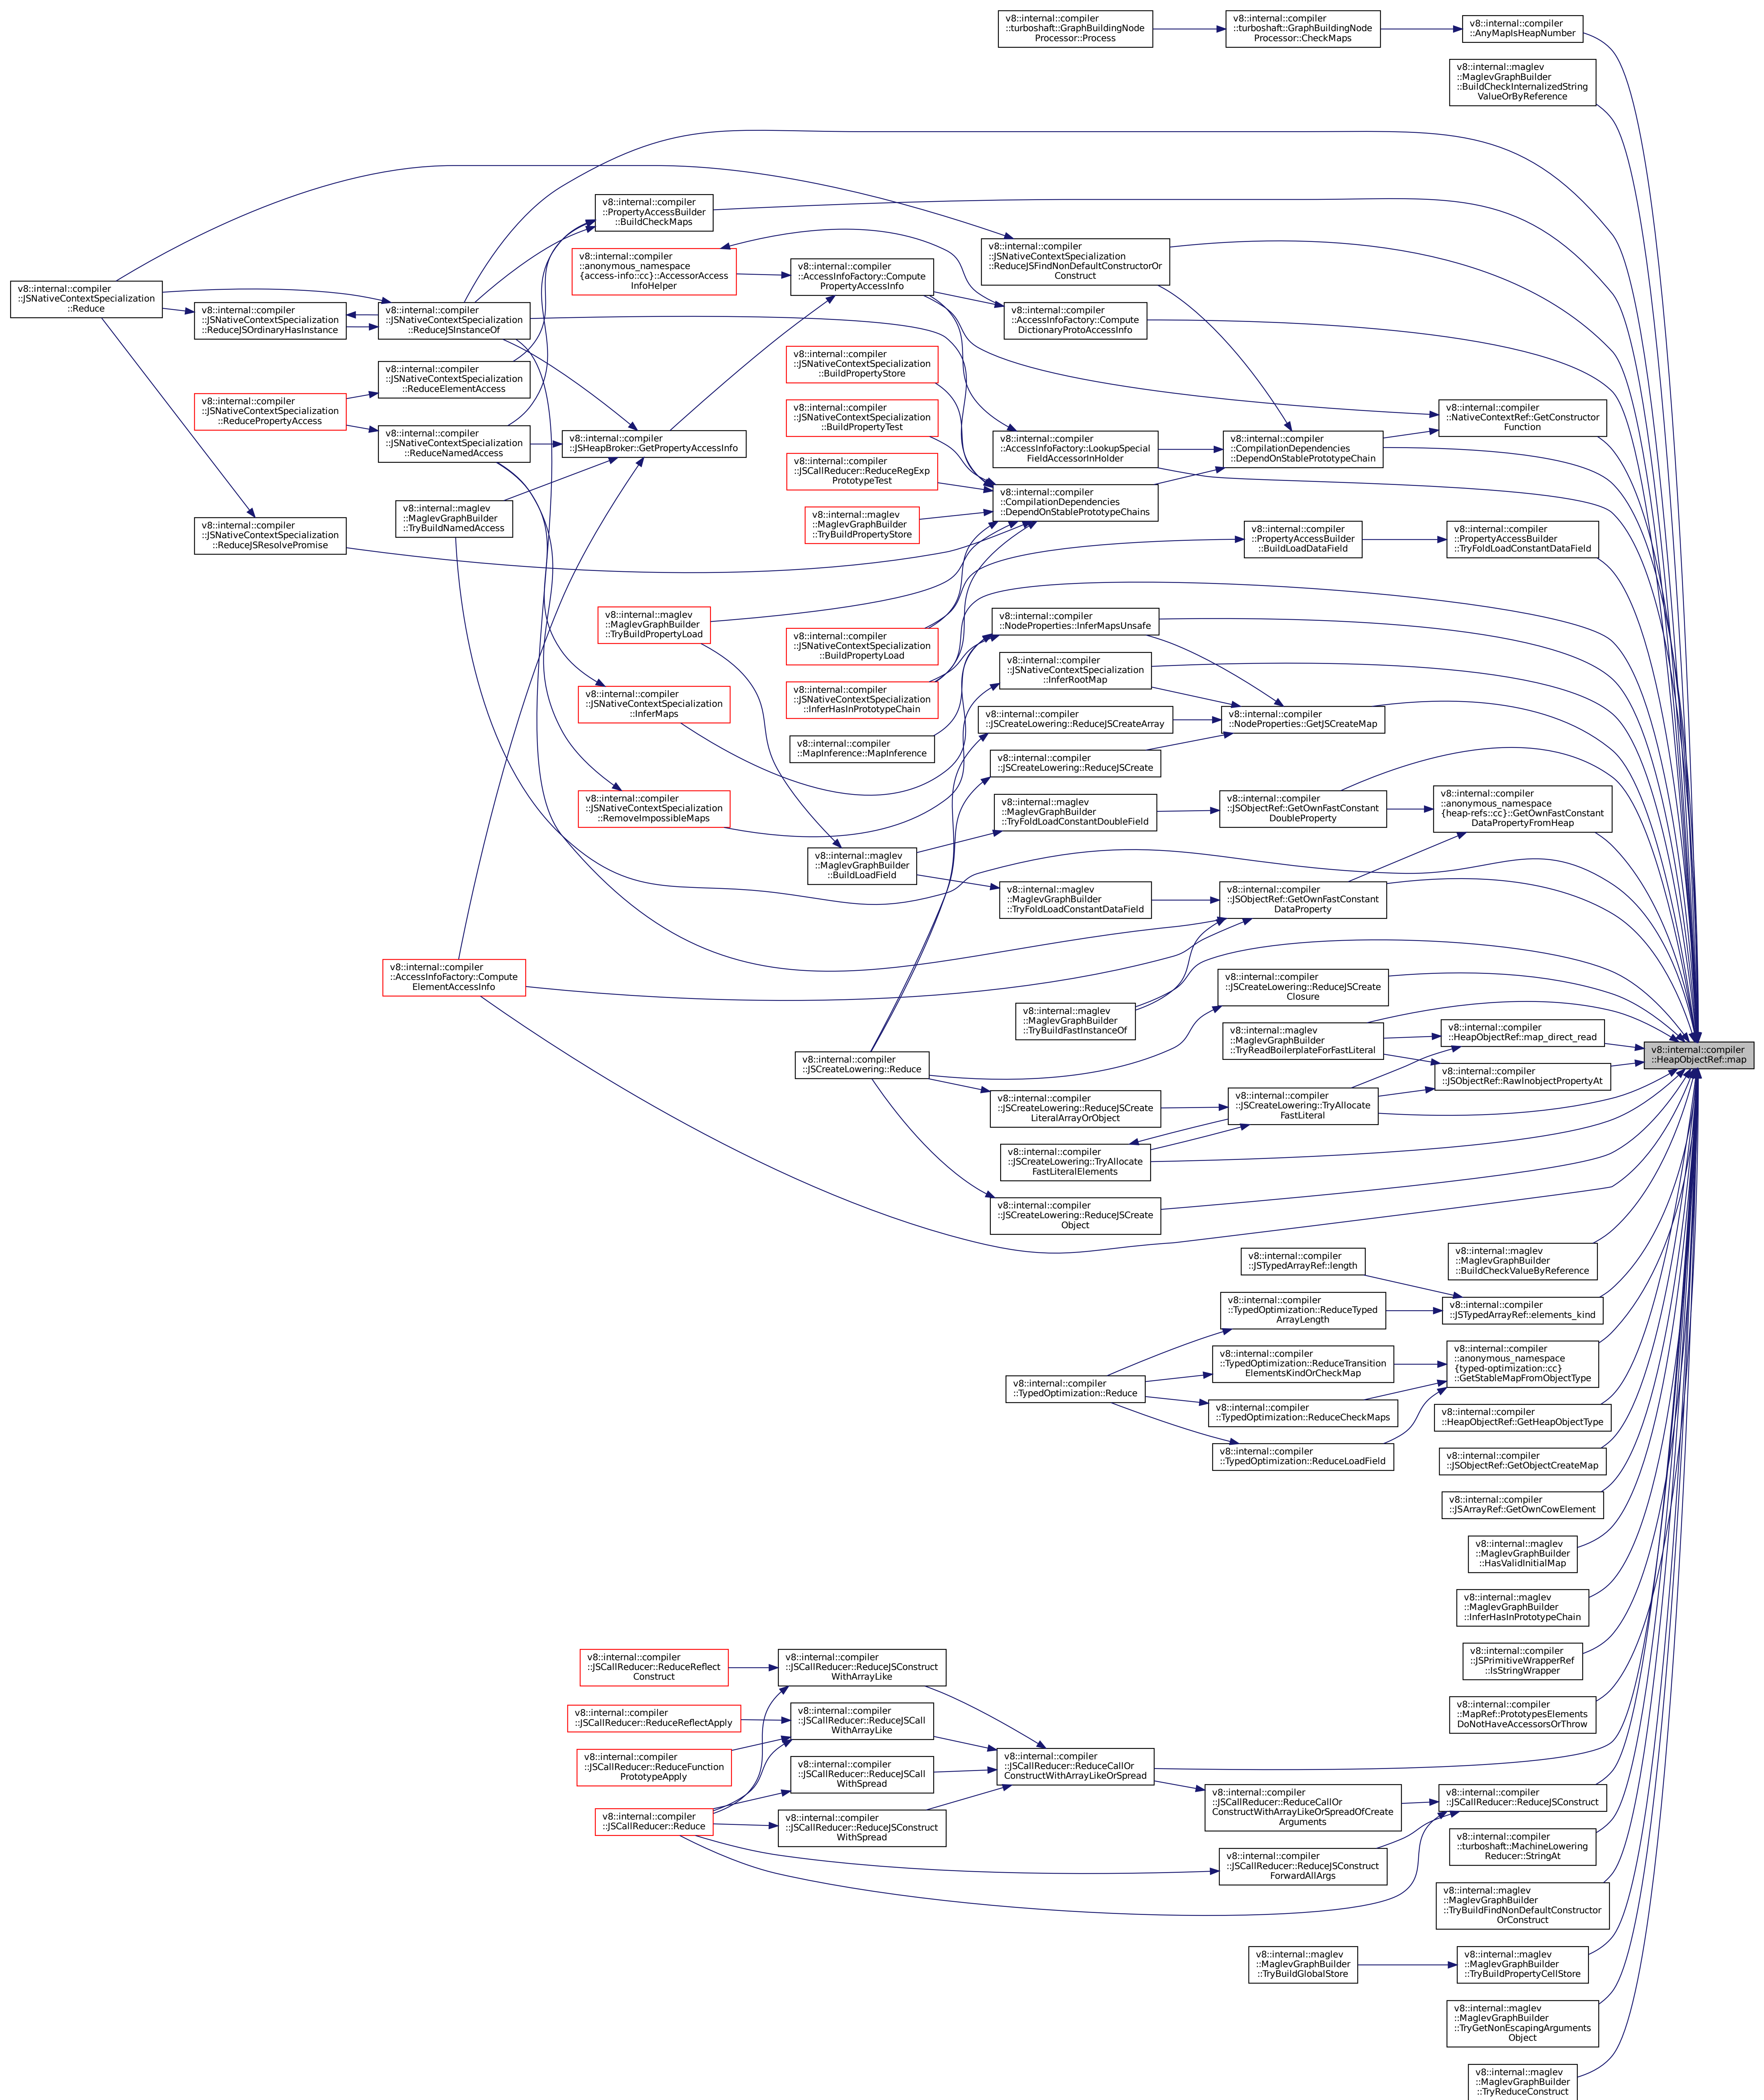 v8::internal::compiler
::turboshaft::GraphBuildingNode
Processor::Process
v8::internal::compiler
::turboshaft::GraphBuildingNode
Processor::CheckMaps
v8::internal::compiler
::AnyMapIsHeapNumber
v8::internal::maglev
::MaglevGraphBuilder
::BuildCheckInternalizedString
ValueOrByReference
v8::internal::compiler
::PropertyAccessBuilder
::BuildCheckMaps
v8::internal::compiler
::anonymous_namespace
{access-info::cc}::AccessorAccess
InfoHelper
v8::internal::compiler
::AccessInfoFactory::Compute
PropertyAccessInfo
v8::internal::compiler
::JSNativeContextSpecialization
::ReduceJSFindNonDefaultConstructorOr
Construct
v8::internal::compiler
::JSNativeContextSpecialization
::Reduce
v8::internal::compiler
::JSNativeContextSpecialization
::ReduceJSOrdinaryHasInstance
v8::internal::compiler
::JSNativeContextSpecialization
::ReduceJSInstanceOf
v8::internal::compiler
::AccessInfoFactory::Compute
DictionaryProtoAccessInfo
v8::internal::compiler
::JSNativeContextSpecialization
::ReduceElementAccess
v8::internal::compiler
::JSNativeContextSpecialization
::BuildPropertyStore
v8::internal::compiler
::JSNativeContextSpecialization
::ReducePropertyAccess
v8::internal::compiler
::JSNativeContextSpecialization
::ReduceNamedAccess
v8::internal::compiler
::JSHeapBroker::GetPropertyAccessInfo
v8::internal::compiler
::JSNativeContextSpecialization
::BuildPropertyTest
v8::internal::compiler
::AccessInfoFactory::LookupSpecial
FieldAccessorInHolder
v8::internal::compiler
::CompilationDependencies
::DependOnStablePrototypeChain
v8::internal::compiler
::NativeContextRef::GetConstructor
Function
v8::internal::compiler
::JSCallReducer::ReduceRegExp
PrototypeTest
v8::internal::compiler
::CompilationDependencies
::DependOnStablePrototypeChains
v8::internal::maglev
::MaglevGraphBuilder
::TryBuildNamedAccess
v8::internal::maglev
::MaglevGraphBuilder
::TryBuildPropertyStore
v8::internal::compiler
::JSNativeContextSpecialization
::ReduceJSResolvePromise
v8::internal::compiler
::PropertyAccessBuilder
::BuildLoadDataField
v8::internal::compiler
::PropertyAccessBuilder
::TryFoldLoadConstantDataField
v8::internal::maglev
::MaglevGraphBuilder
::TryBuildPropertyLoad
v8::internal::compiler
::JSNativeContextSpecialization
::BuildPropertyLoad
v8::internal::compiler
::NodeProperties::InferMapsUnsafe
v8::internal::compiler
::JSNativeContextSpecialization
::InferRootMap
v8::internal::compiler
::JSNativeContextSpecialization
::InferMaps
v8::internal::compiler
::JSNativeContextSpecialization
::InferHasInPrototypeChain
v8::internal::compiler
::JSCreateLowering::ReduceJSCreateArray
v8::internal::compiler
::NodeProperties::GetJSCreateMap
v8::internal::compiler
::MapInference::MapInference
v8::internal::compiler
::JSCreateLowering::ReduceJSCreate
v8::internal::compiler
::JSNativeContextSpecialization
::RemoveImpossibleMaps
v8::internal::maglev
::MaglevGraphBuilder
::TryFoldLoadConstantDoubleField
v8::internal::compiler
::JSObjectRef::GetOwnFastConstant
DoubleProperty
v8::internal::compiler
::anonymous_namespace
{heap-refs::cc}::GetOwnFastConstant
DataPropertyFromHeap
v8::internal::maglev
::MaglevGraphBuilder
::BuildLoadField
v8::internal::maglev
::MaglevGraphBuilder
::TryFoldLoadConstantDataField
v8::internal::compiler
::JSObjectRef::GetOwnFastConstant
DataProperty
v8::internal::compiler
::AccessInfoFactory::Compute
ElementAccessInfo
v8::internal::compiler
::JSCreateLowering::ReduceJSCreate
Closure
v8::internal::maglev
::MaglevGraphBuilder
::TryBuildFastInstanceOf
v8::internal::maglev
::MaglevGraphBuilder
::TryReadBoilerplateForFastLiteral
v8::internal::compiler
::HeapObjectRef::map_direct_read
v8::internal::compiler
::HeapObjectRef::map
v8::internal::compiler
::JSCreateLowering::Reduce
v8::internal::compiler
::JSObjectRef::RawInobjectPropertyAt
v8::internal::compiler
::JSCreateLowering::ReduceJSCreate
LiteralArrayOrObject
v8::internal::compiler
::JSCreateLowering::TryAllocate
FastLiteral
v8::internal::compiler
::JSCreateLowering::TryAllocate
FastLiteralElements
v8::internal::compiler
::JSCreateLowering::ReduceJSCreate
Object
v8::internal::maglev
::MaglevGraphBuilder
::BuildCheckValueByReference
v8::internal::compiler
::JSTypedArrayRef::length
v8::internal::compiler
::TypedOptimization::ReduceTyped
ArrayLength
v8::internal::compiler
::JSTypedArrayRef::elements_kind
v8::internal::compiler
::TypedOptimization::ReduceTransition
ElementsKindOrCheckMap
v8::internal::compiler
::anonymous_namespace
{typed-optimization::cc}
::GetStableMapFromObjectType
v8::internal::compiler
::TypedOptimization::Reduce
v8::internal::compiler
::TypedOptimization::ReduceCheckMaps
v8::internal::compiler
::HeapObjectRef::GetHeapObjectType
v8::internal::compiler
::TypedOptimization::ReduceLoadField
v8::internal::compiler
::JSObjectRef::GetObjectCreateMap
v8::internal::compiler
::JSArrayRef::GetOwnCowElement
v8::internal::maglev
::MaglevGraphBuilder
::HasValidInitialMap
v8::internal::maglev
::MaglevGraphBuilder
::InferHasInPrototypeChain
v8::internal::compiler
::JSPrimitiveWrapperRef
::IsStringWrapper
v8::internal::compiler
::JSCallReducer::ReduceReflect
Construct
v8::internal::compiler
::JSCallReducer::ReduceJSConstruct
WithArrayLike
v8::internal::compiler
::MapRef::PrototypesElements
DoNotHaveAccessorsOrThrow
v8::internal::compiler
::JSCallReducer::ReduceReflectApply
v8::internal::compiler
::JSCallReducer::ReduceJSCall
WithArrayLike
v8::internal::compiler
::JSCallReducer::ReduceFunction
PrototypeApply
v8::internal::compiler
::JSCallReducer::ReduceJSCall
WithSpread
v8::internal::compiler
::JSCallReducer::ReduceCallOr
ConstructWithArrayLikeOrSpread
v8::internal::compiler
::JSCallReducer::ReduceCallOr
ConstructWithArrayLikeOrSpreadOfCreate
Arguments
v8::internal::compiler
::JSCallReducer::ReduceJSConstruct
v8::internal::compiler
::JSCallReducer::Reduce
v8::internal::compiler
::JSCallReducer::ReduceJSConstruct
WithSpread
v8::internal::compiler
::turboshaft::MachineLowering
Reducer::StringAt
v8::internal::compiler
::JSCallReducer::ReduceJSConstruct
ForwardAllArgs
v8::internal::maglev
::MaglevGraphBuilder
::TryBuildFindNonDefaultConstructor
OrConstruct
v8::internal::maglev
::MaglevGraphBuilder
::TryBuildGlobalStore
v8::internal::maglev
::MaglevGraphBuilder
::TryBuildPropertyCellStore
v8::internal::maglev
::MaglevGraphBuilder
::TryGetNonEscapingArguments
Object
v8::internal::maglev
::MaglevGraphBuilder
::TryReduceConstruct